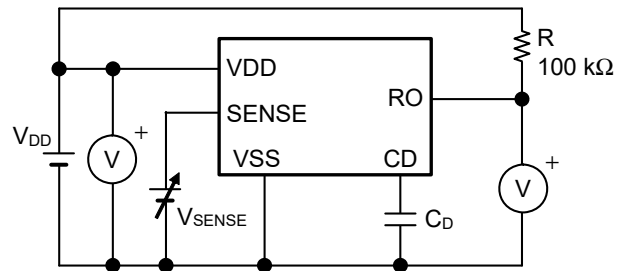 R
100 kΩ
VDD
RO
SENSE
VDD
+
V
VSS
CD
+
V
VSENSE
CD